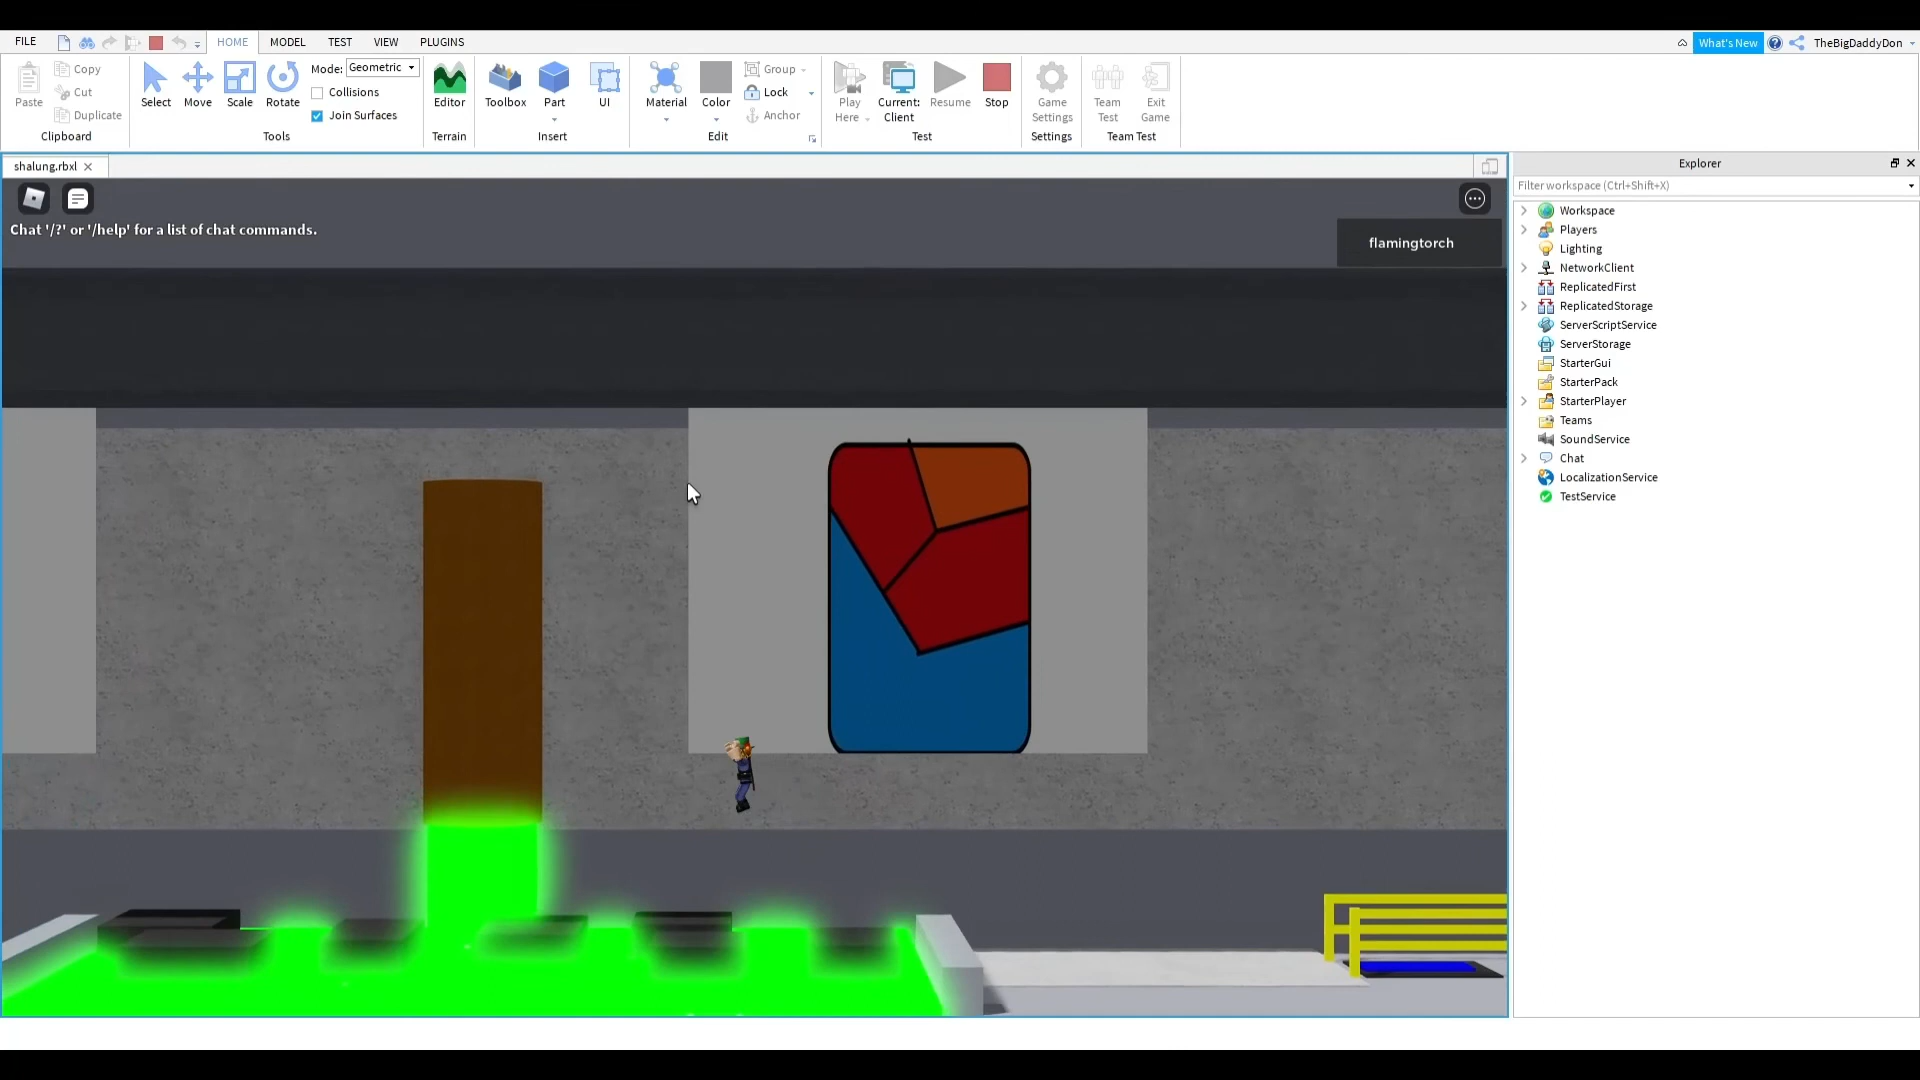 FILE
HOME
MODEL
TEST
VIEW
PLUGINS
What's New
TheBigDaddyDon
Paste
Copy
Cut
Duplicate
Clipboard
Select
Move
Scale
Rotate
Mode:
Geometric
Collisions
Join Surfaces
Tools
Editor
Terrain
Toolbox
Part
UI
Insert
Material
Color
Group
Lock
Anchor
Edit
Play
Here
Current:
Client
Resume
Stop
Test
Game
Settings
Settings
Team
Test
Exit
Game
Team Test
shalung.rbxl
Chat '/?' or '/help' for a list of chat commands.
flamingtorch
Explorer
Filter workspace (Ctrl+Shift+X)
Workspace
Players
Lighting
NetworkClient
ReplicatedFirst
ReplicatedStorage
ServerScriptService
ServerStorage
StarterGui
StarterPack
StarterPlayer
Teams
SoundService
Chat
LocalizationService
TestService